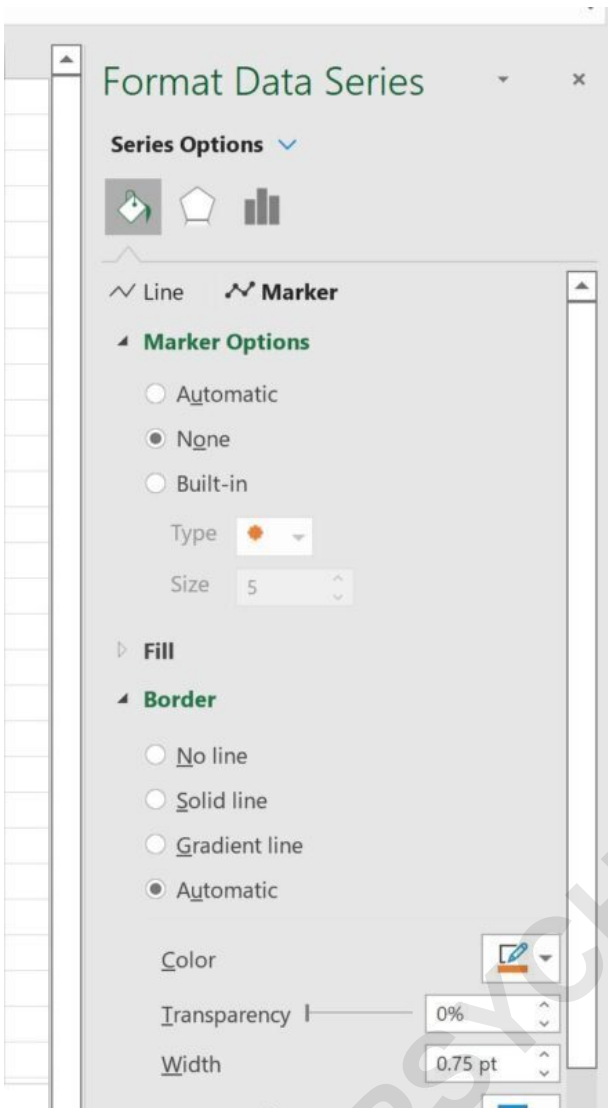 Format Data Series
Series Options
Line Marker
Marker Options
Automatic
None
Built-in
Type
Size 5
Fill
Border
No line
Solid line
Gradient line
Automatic
Color
Transparency 0%
Width 0.75 pt